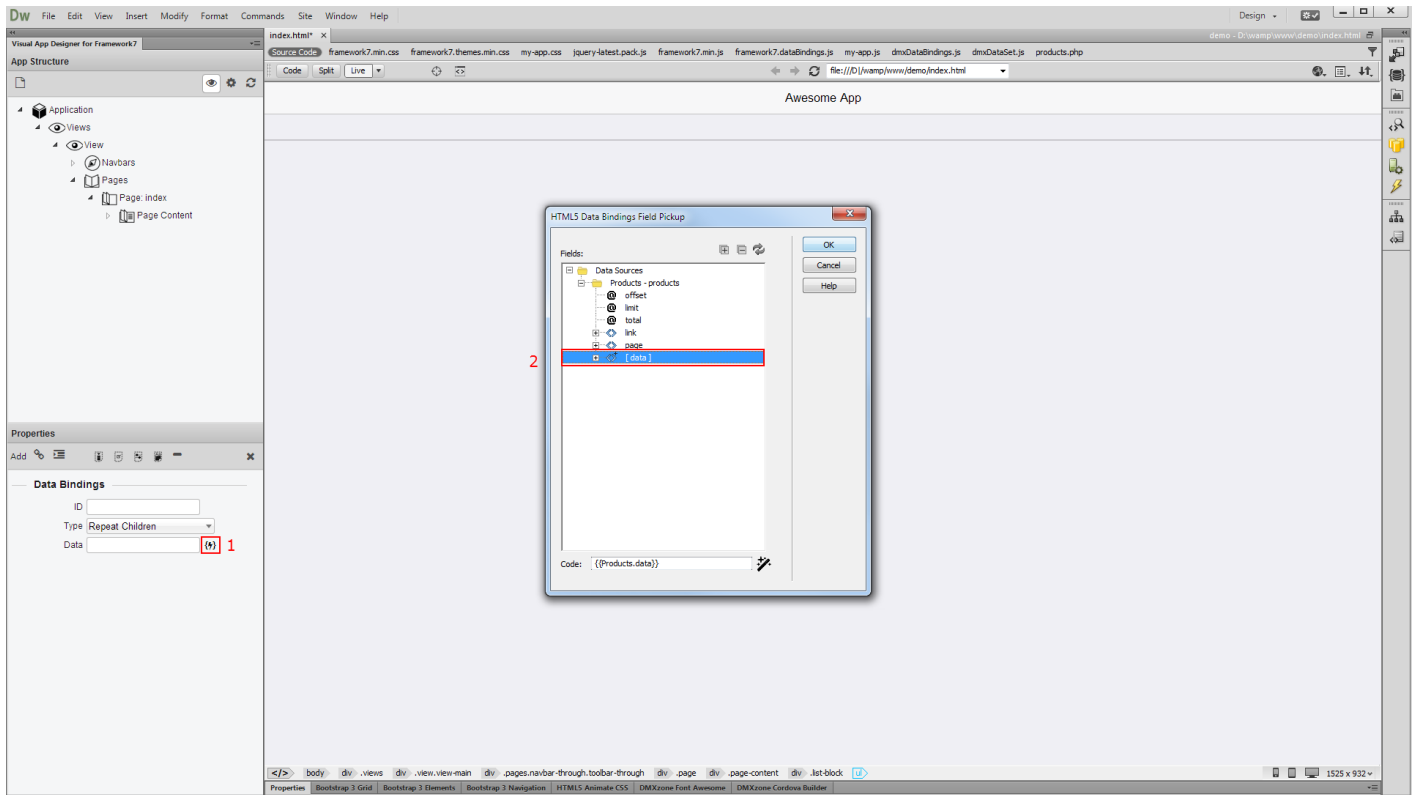 Dw File Edit View Insert Modify Format Commands Site Window Help Design
Visual App Designer for Framework7
index.html* × demo - D:\wamp\www\demo\index.html
App Structure
Source Code framework7.min.css framework7.themes.min.css my-app.css jquery-latest.pack.js framework7.min.js framework7.dataBindings.js my-app.js dmxDataBindings.js dmxDataSet.js products.php
Code Split Live file:///D|/wamp/www/demo/index.html
Awesome App
Application
Views
View
Navbars
Pages
Page: index
Page Content
HTML5 Data Bindings Field Pickup
Fields:
OK
Cancel
Help
Data Sources
Products - products
offset
limit
total
link
page
[ data ]
2
Code: {{Products.data}}
Properties
Add
Data Bindings
ID
Type Repeat Children
Data 1
</> body div .views div .view.view-main div .pages.navbar-through.toolbar-through div .page div .page-content div .list-block ul 1525 x 932
Properties Bootstrap 3 Grid Bootstrap 3 Elements Bootstrap 3 Navigation HTML5 Animate CSS DMXzone Font Awesome DMXzone Cordova Builder